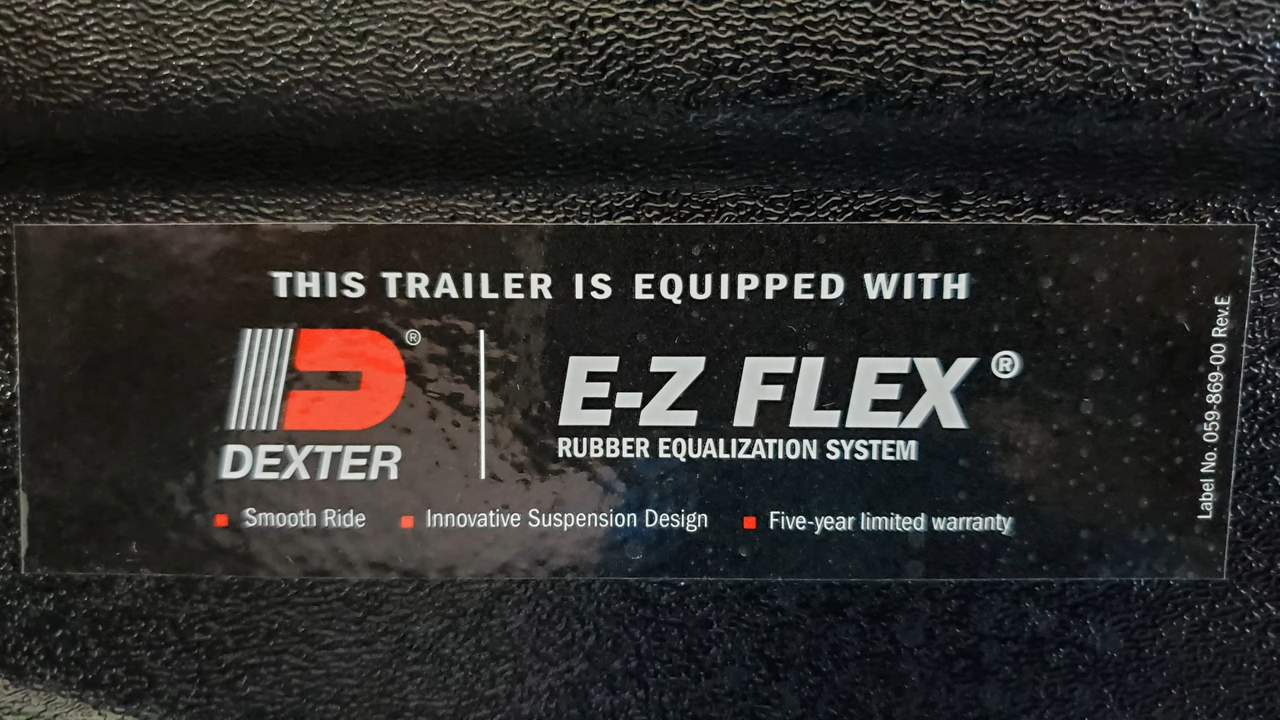 THIS TRAILER IS EQUIPPED WITH
®
DEXTER
E-Z FLEX®
RUBBER EQUALIZATION SYSTEM
Smooth Ride
Innovative Suspension Design
Five-year limited warranty
Label No. 059-869-00 Rev.E